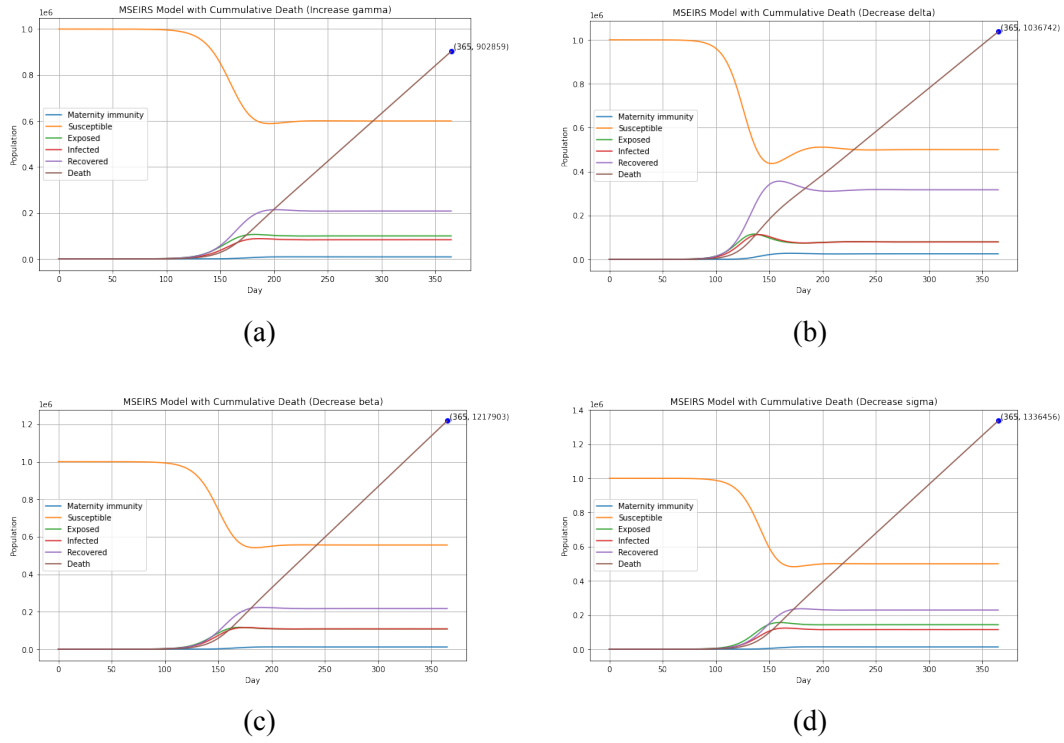 MSEIRS Model with Cummulative Death (Increase gamma)
1e6
(365, 902859)
1.0
0.8
0.6
0.4
0.2
0.0
Population
Maternity immunity
Susceptible
Exposed
Infected
Recovered
Death
0 50 100 150 200 250 300 350
Day
(a)
MSEIRS Model with Cummulative Death (Decrease delta)
1e6
(365, 1036742)
1.0
0.8
0.6
0.4
0.2
0.0
Population
Maternity immunity
Susceptible
Exposed
Infected
Recovered
Death
0 50 100 150 200 250 300 350
Day
(b)
MSEIRS Model with Cummulative Death (Decrease beta)
1e6
(365, 1217903)
1.2
1.0
0.8
0.6
0.4
0.2
0.0
Population
Maternity immunity
Susceptible
Exposed
Infected
Recovered
Death
0 50 100 150 200 250 300 350
Day
(c)
MSEIRS Model with Cummulative Death (Decrease sigma)
1e6
(365, 1336456)
1.4
1.2
1.0
0.8
0.6
0.4
0.2
0.0
Population
Maternity immunity
Susceptible
Exposed
Infected
Recovered
Death
0 50 100 150 200 250 300 350
Day
(d)